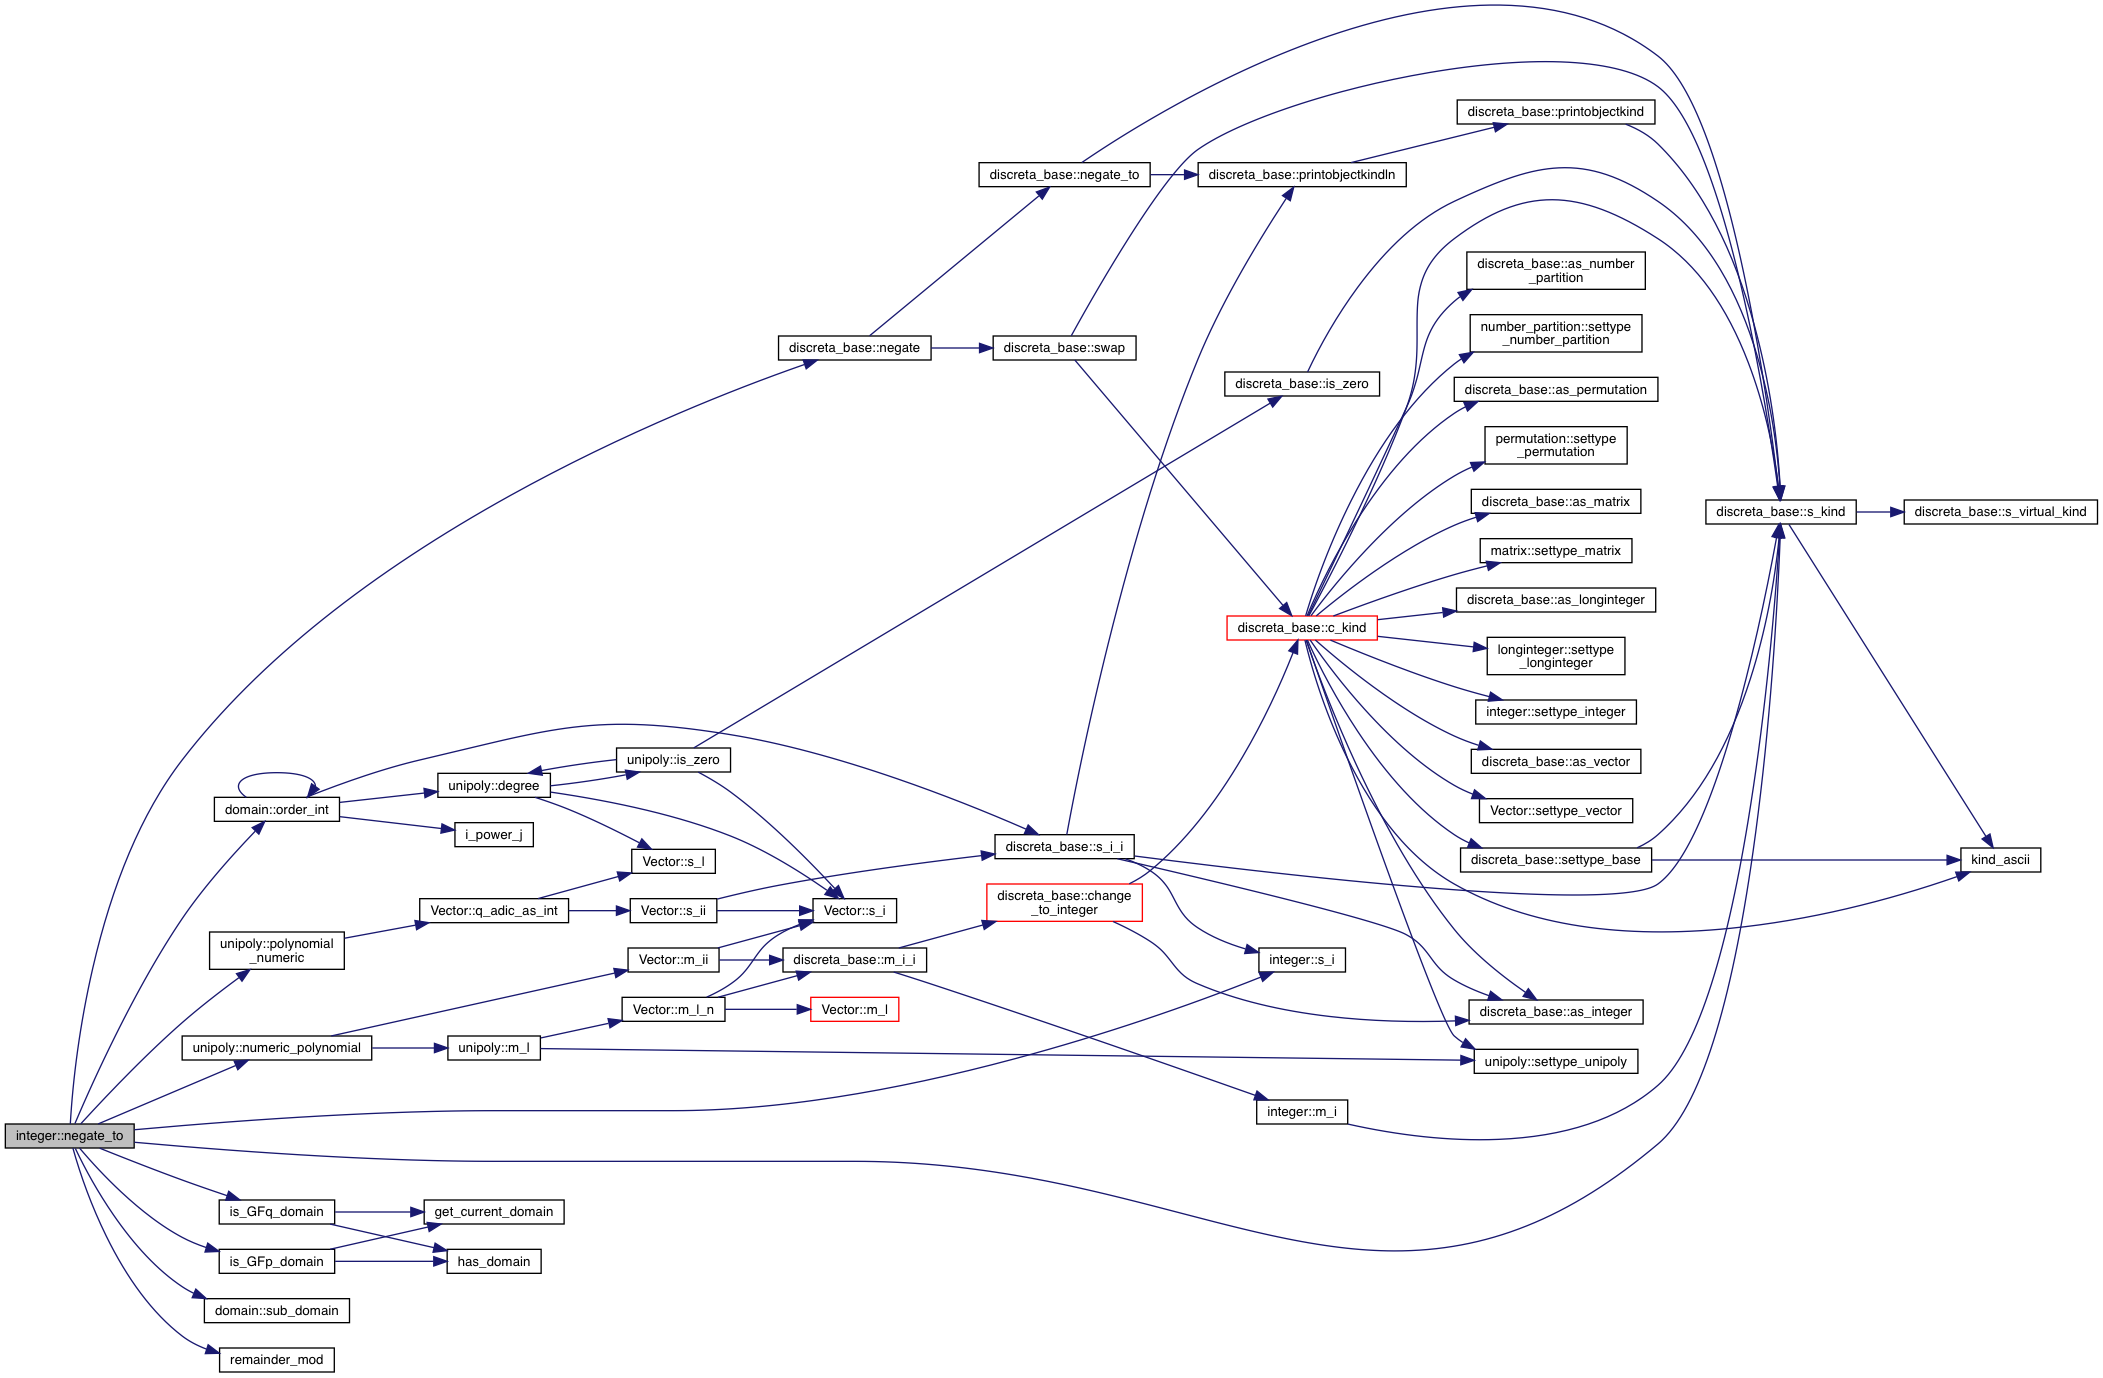 discreta_base::printobjectkind
discreta_base::negate_to
discreta_base::printobjectkindln
discreta_base::as_number
_partition
number_partition::settype
_number_partition
discreta_base::negate
discreta_base::swap
discreta_base::is_zero
discreta_base::as_permutation
permutation::settype
_permutation
discreta_base::as_matrix
discreta_base::s_kind
discreta_base::s_virtual_kind
matrix::settype_matrix
discreta_base::as_longinteger
discreta_base::c_kind
longinteger::settype
_longinteger
integer::settype_integer
unipoly::is_zero
discreta_base::as_vector
unipoly::degree
domain::order_int
Vector::settype_vector
i_power_j
discreta_base::s_i_i
Vector::s_l
discreta_base::settype_base
kind_ascii
discreta_base::change
_to_integer
Vector::q_adic_as_int
Vector::s_ii
Vector::s_i
unipoly::polynomial
_numeric
Vector::m_ii
discreta_base::m_i_i
integer::s_i
Vector::m_l_n
Vector::m_l
discreta_base::as_integer
unipoly::numeric_polynomial
unipoly::m_l
unipoly::settype_unipoly
integer::m_i
integer::negate_to
is_GFq_domain
get_current_domain
is_GFp_domain
has_domain
domain::sub_domain
remainder_mod